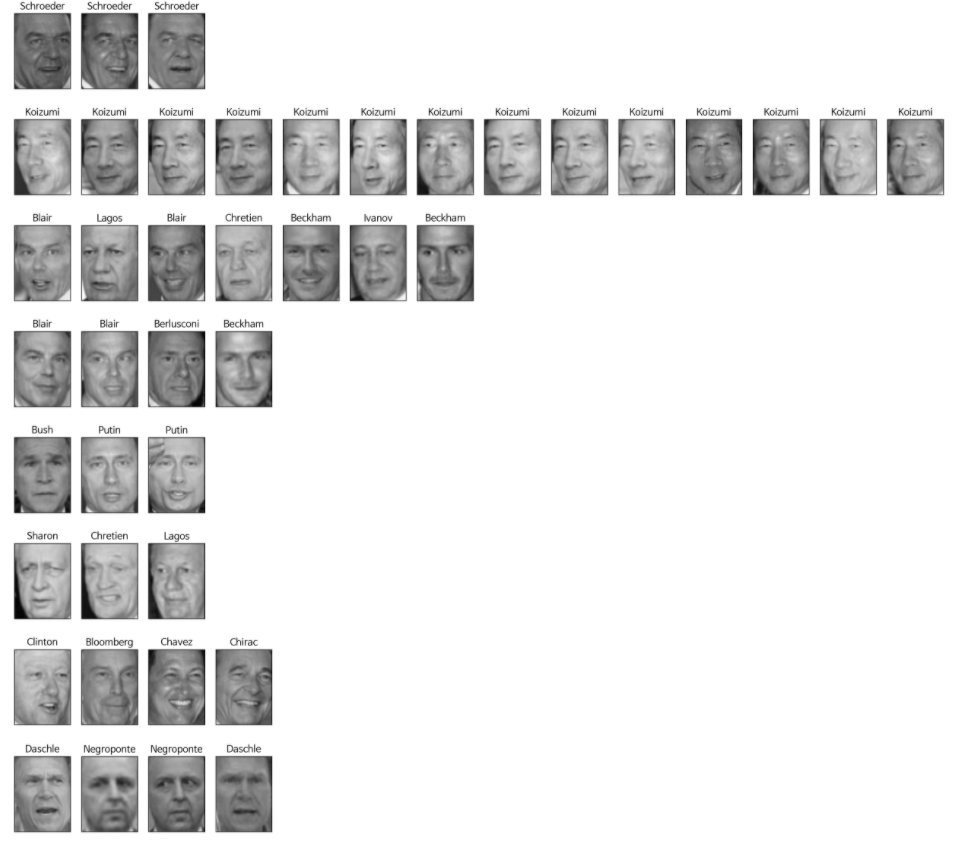 Schroeder Schroeder Schroeder
Koizumi Koizumi Koizumi Koizumi Koizumi Koizumi Koizumi Koizumi Koizumi Koizumi Koizumi Koizumi Koizumi Koizumi
Blair Lagos Blair Chretien Beckham Ivanov Beckham
Blair Blair Berlusconi Beckham
Bush Putin Putin
Sharon Chretien Lagos
Clinton Bloomberg Chavez Chirac
Daschle Negroponte Negroponte Daschle